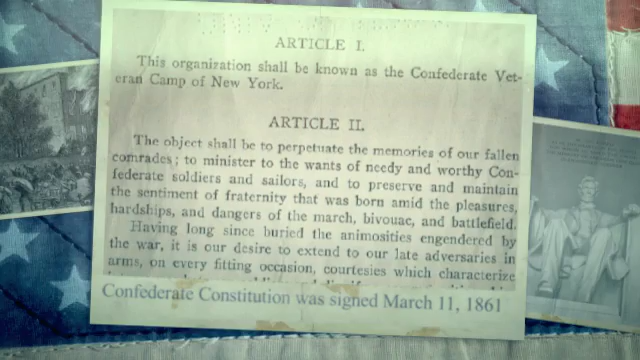 ARTICLE I.
This organization shall be known as the Confederate Vet-
eran Camp of New York.
ARTICLE II.
The object shall be to perpetuate the memories of our fallen
comrades; to minister to the wants of needy and worthy Con-
federate soldiers and sailors, and to preserve and maintain
the sentiment of fraternity that was born amid the pleasures,
hardships, and dangers of the march, bivouac, and battlefield.
Having long since buried the animosities engendered by
the war, it is our desire to extend to our late adversaries in
arms, on every fitting occasion, courtesies which characterize
Confederate Constitution was signed March 11, 1861